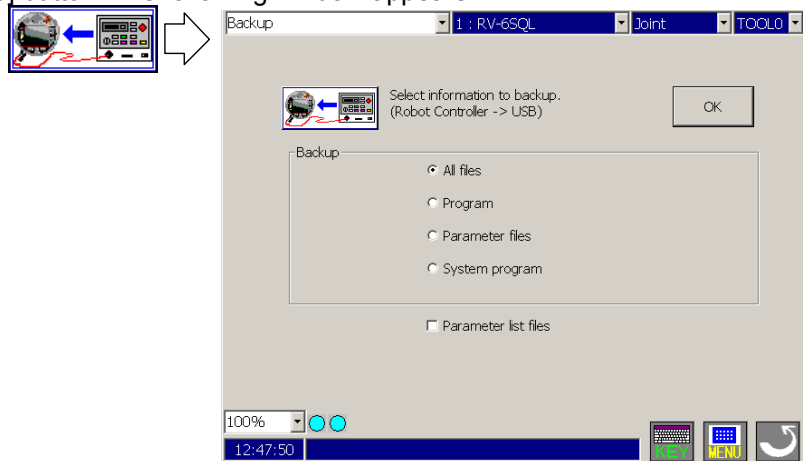 Backup 1 : RV-6SQL Joint TOOL0
Select information to backup.
(Robot Controller -> USB)
OK
Backup
All files
Program
Parameter files
System program
Parameter list files
100%
12:47:50
KEY MENU